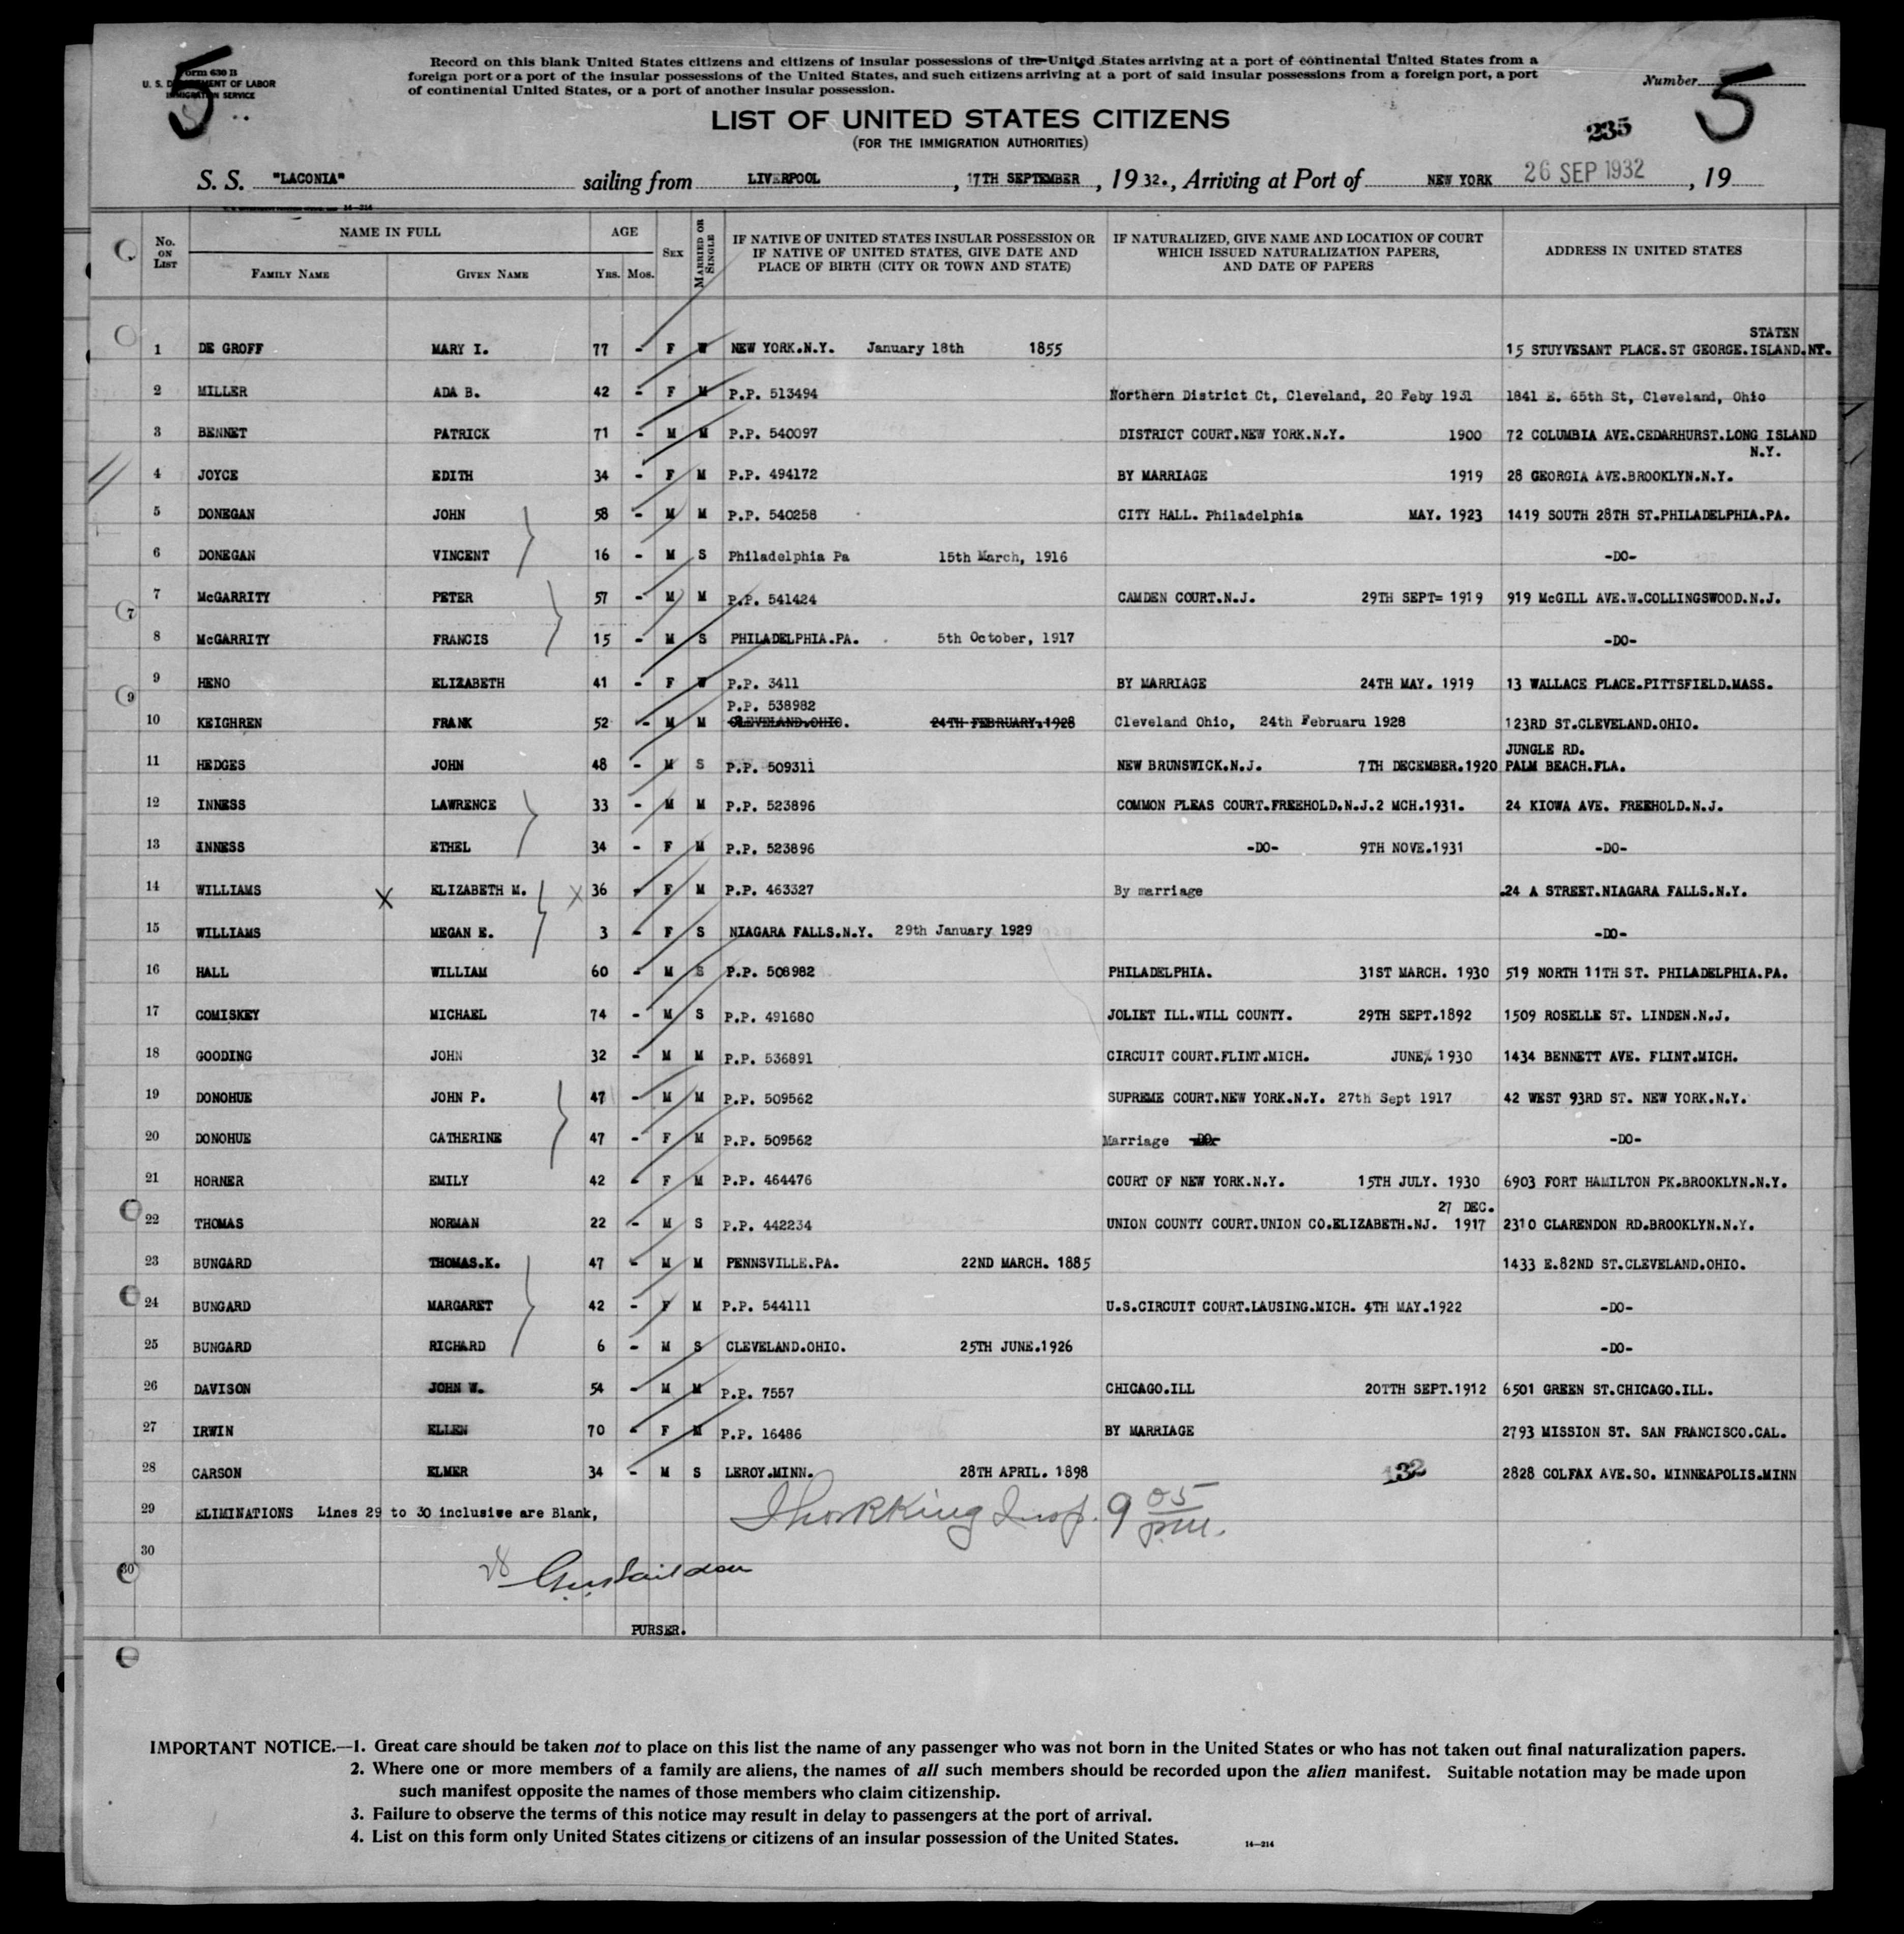 5
Form 630 B
U. S. DEPARTMENT OF LABOR
IMMIGRATION SERVICE
Record on this blank United States citizens and citizens of insular possessions of the United States arriving at a port of continental United States from a
foreign port or a port of the insular possessions of the United States, and such citizens arriving at a port of said insular possessions from a foreign port, a port
of continental United States, or a port of another insular possession.
Number 5
LIST OF UNITED STATES CITIZENS
(FOR THE IMMIGRATION AUTHORITIES)
235
S. S. "LACONIA" sailing from LIVERPOOL, 17TH SEPTEMBER, 1932., Arriving at Port of NEW YORK 26 SEP 1932, 19
No. ON LIST NAME IN FULL AGE SEX MARRIED OR SINGLE IF NATIVE OF UNITED STATES INSULAR POSSESSION OR IF NATIVE OF UNITED STATES, GIVE DATE AND PLACE OF BIRTH (CITY OR TOWN AND STATE) IF NATURALIZED, GIVE NAME AND LOCATION OF COURT WHICH ISSUED NATURALIZATION PAPERS, AND DATE OF PAPERS ADDRESS IN UNITED STATES
FAMILY NAME GIVEN NAME YRS. MOS.
STATEN
1 DE GROFF MARY I. 77 - F W NEW YORK.N.Y. January 18th 1855 15 STUYVESANT PLACE.ST GEORGE.ISLAND.NY.
2 MILLER ADA B. 42 - F M P.P. 513494 Northern District Ct, Cleveland, 20 Feby 1931 1841 E. 65th St, Cleveland, Ohio
3 BENNET PATRICK 71 - M M P.P. 540097 DISTRICT COURT.NEW YORK.N.Y. 1900 72 COLUMBIA AVE.CEDARHURST.LONG ISLAND
N.Y.
4 JOYCE EDITH 34 - F M P.P. 494172 BY MARRIAGE 1919 28 GEORGIA AVE.BROOKLYN.N.Y.
5 DONEGAN JOHN 58 - M M P.P. 540258 CITY HALL. Philadelphia MAY. 1923 1419 SOUTH 28TH ST.PHILADELPHIA.PA.
6 DONEGAN VINCENT 16 - M S Philadelphia Pa 15th March, 1916 -DO-
7 McGARRITY PETER 57 - M M P.P. 541424 CAMDEN COURT.N.J. 29TH SEPT= 1919 919 McGILL AVE.W.COLLINGSWOOD.N.J.
8 McGARRITY FRANCIS 15 - M S PHILADELPHIA.PA. 5th October, 1917 -DO-
9 HENO ELIZABETH 41 - F W P.P. 3411 BY MARRIAGE 24TH MAY. 1919 13 WALLACE PLACE.PITTSFIELD.MASS.
P.P. 538982
10 KEIGHREN FRANK 52 - M M CLEVELAND.OHIO. 24TH FEBRUARY.1928 Cleveland Ohio, 24th Februaru 1928 123RD ST.CLEVELAND.OHIO.
JUNGLE RD.
11 HEDGES JOHN 48 - M S P.P. 509311 NEW BRUNSWICK.N.J. 7TH DECEMBER.1920 PALM BEACH.FLA.
12 INNESS LAWRENCE 33 - M M P.P. 523896 COMMON PLEAS COURT.FREEHOLD.N.J.2 MCH.1931. 24 KIOWA AVE. FREEHOLD.N.J.
13 INNESS ETHEL 34 - F M P.P. 523896 -DO- 9TH NOVE.1931 -DO-
14 WILLIAMS X ELIZABETH M. X 36 - F M P.P. 463327 By marriage 24 A STREET.NIAGARA FALLS.N.Y.
15 WILLIAMS MEGAN E. 3 - F S NIAGARA FALLS.N.Y. 29th January 1929 -DO-
16 HALL WILLIAM 60 - M S P.P. 508982 PHILADELPHIA. 31ST MARCH. 1930 519 NORTH 11TH ST. PHILADELPHIA.PA.
17 COMISKEY MICHAEL 74 - M S P.P. 491680 JOLIET ILL.WILL COUNTY. 29TH SEPT.1892 1509 ROSELLE ST. LINDEN.N.J.
18 GOODING JOHN 32 - M M P.P. 536891 CIRCUIT COURT.FLINT.MICH. JUNE, 1930 1434 BENNETT AVE. FLINT.MICH.
19 DONOHUE JOHN P. 47 - M M P.P. 509562 SUPREME COURT.NEW YORK.N.Y. 27th Sept 1917 42 WEST 93RD ST. NEW YORK.N.Y.
20 DONOHUE CATHERINE 47 - F M P.P. 509562 Marriage -DO- -DO-
21 HORNER EMILY 42 - F M P.P. 464476 COURT OF NEW YORK.N.Y. 15TH JULY. 1930 6903 FORT HAMILTON PK.BROOKLYN.N.Y.
27 DEC.
22 THOMAS NORMAN 22 - M S P.P. 442234 UNION COUNTY COURT.UNION CO.ELIZABETH.NJ. 1917 2310 CLARENDON RD.BROOKLYN.N.Y.
23 BUNGARD THOMAS.K. 47 - M M PENNSVILLE.PA. 22ND MARCH. 1885 1433 E.82ND ST.CLEVELAND.OHIO.
24 BUNGARD MARGARET 42 - F M P.P. 544111 U.S.CIRCUIT COURT.LAUSING.MICH. 4TH MAY.1922 -DO-
25 BUNGARD RICHARD 6 - M S CLEVELAND.OHIO. 25TH JUNE.1926 -DO-
26 DAVISON JOHN W. 54 - M M P.P. 7557 CHICAGO.ILL 20TTH SEPT.1912 6501 GREEN ST.CHICAGO.ILL.
27 IRWIN ELLEN 70 - F M P.P. 16486 BY MARRIAGE 2793 MISSION ST. SAN FRANCISCO.CAL.
28 CARSON ELMER 34 - M S LEROY.MINN. 28TH APRIL. 1898 2828 COLFAX AVE.SO. MINNEAPOLIS.MINN
29 ELIMINATIONS Lines 29 to 30 inclusive are Blank, King Insp. 9 05 pm.
30
28
PURSER.
IMPORTANT NOTICE.—1. Great care should be taken not to place on this list the name of any passenger who was not born in the United States or who has not taken out final naturalization papers.
2. Where one or more members of a family are aliens, the names of all such members should be recorded upon the alien manifest. Suitable notation may be made upon
such manifest opposite the names of those members who claim citizenship.
3. Failure to observe the terms of this notice may result in delay to passengers at the port of arrival.
4. List on this form only United States citizens or citizens of an insular possession of the United States.
14—214